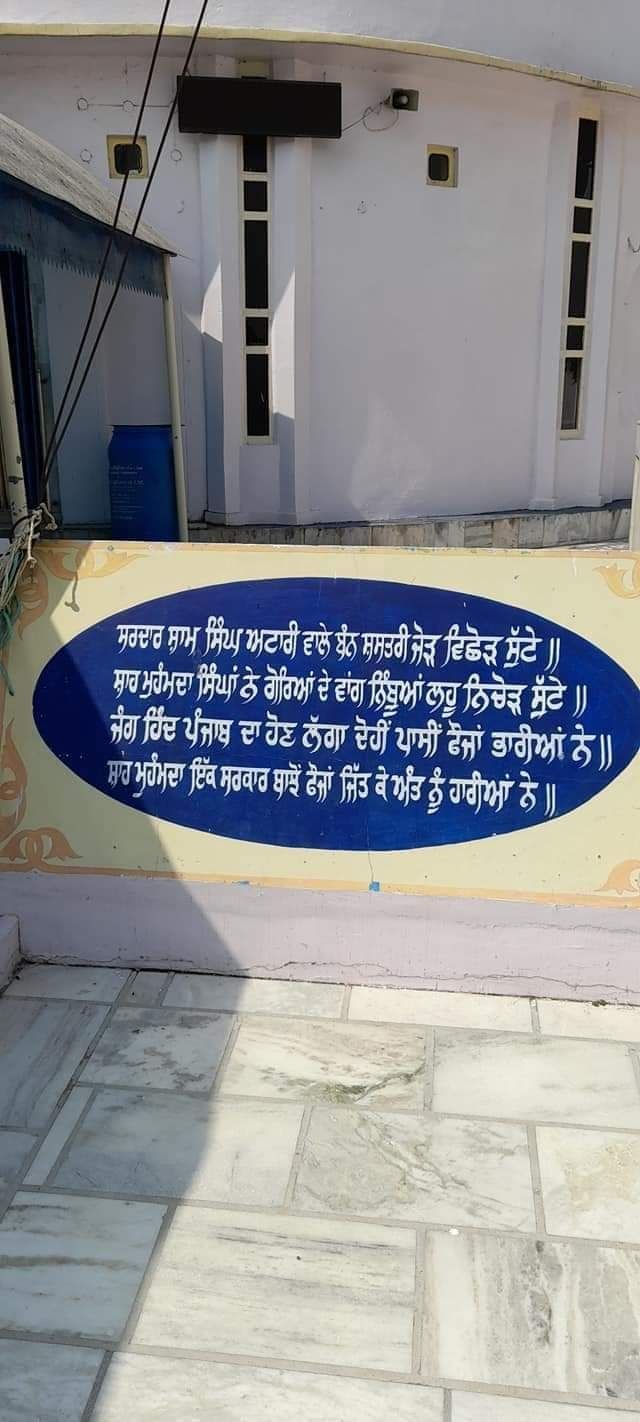 ਸਰਦਾਰ ਸ਼ਾਮ ਸਿੰਘ ਅਟਾਰੀ ਵਾਲੇ ਬੰਨ ਸ਼ਸਤਰੀ ਜੋੜ ਵਿਛੋੜ ਸੁੱਟੇ ॥
ਸ਼ਾਹ ਮੁਹੰਮਦਾ ਸਿੰਘਾਂ ਨੇ ਗੋਰਿਆਂ ਦੇ ਵਾਂਗ ਨਿੰਬੂਆਂ ਲਹੂ ਨਿਚੋੜ ਸੁੱਟੇ ॥
ਜੰਗ ਹਿੰਦ ਪੰਜਾਬ ਦਾ ਹੋਣ ਲੱਗਾ ਦੋਹੀਂ ਪਾਸੀਂ ਫੌਜਾਂ ਭਾਰੀਆਂ ਨੇ॥
ਸ਼ਾਹ ਮੁਹੰਮਦਾ ਇੱਕ ਸਰਕਾਰ ਬਾਝੋਂ ਫੌਜਾਂ ਜਿੱਤ ਕੇ ਅੰਤ ਨੂੰ ਹਾਰੀਆਂ ਨੇ ॥